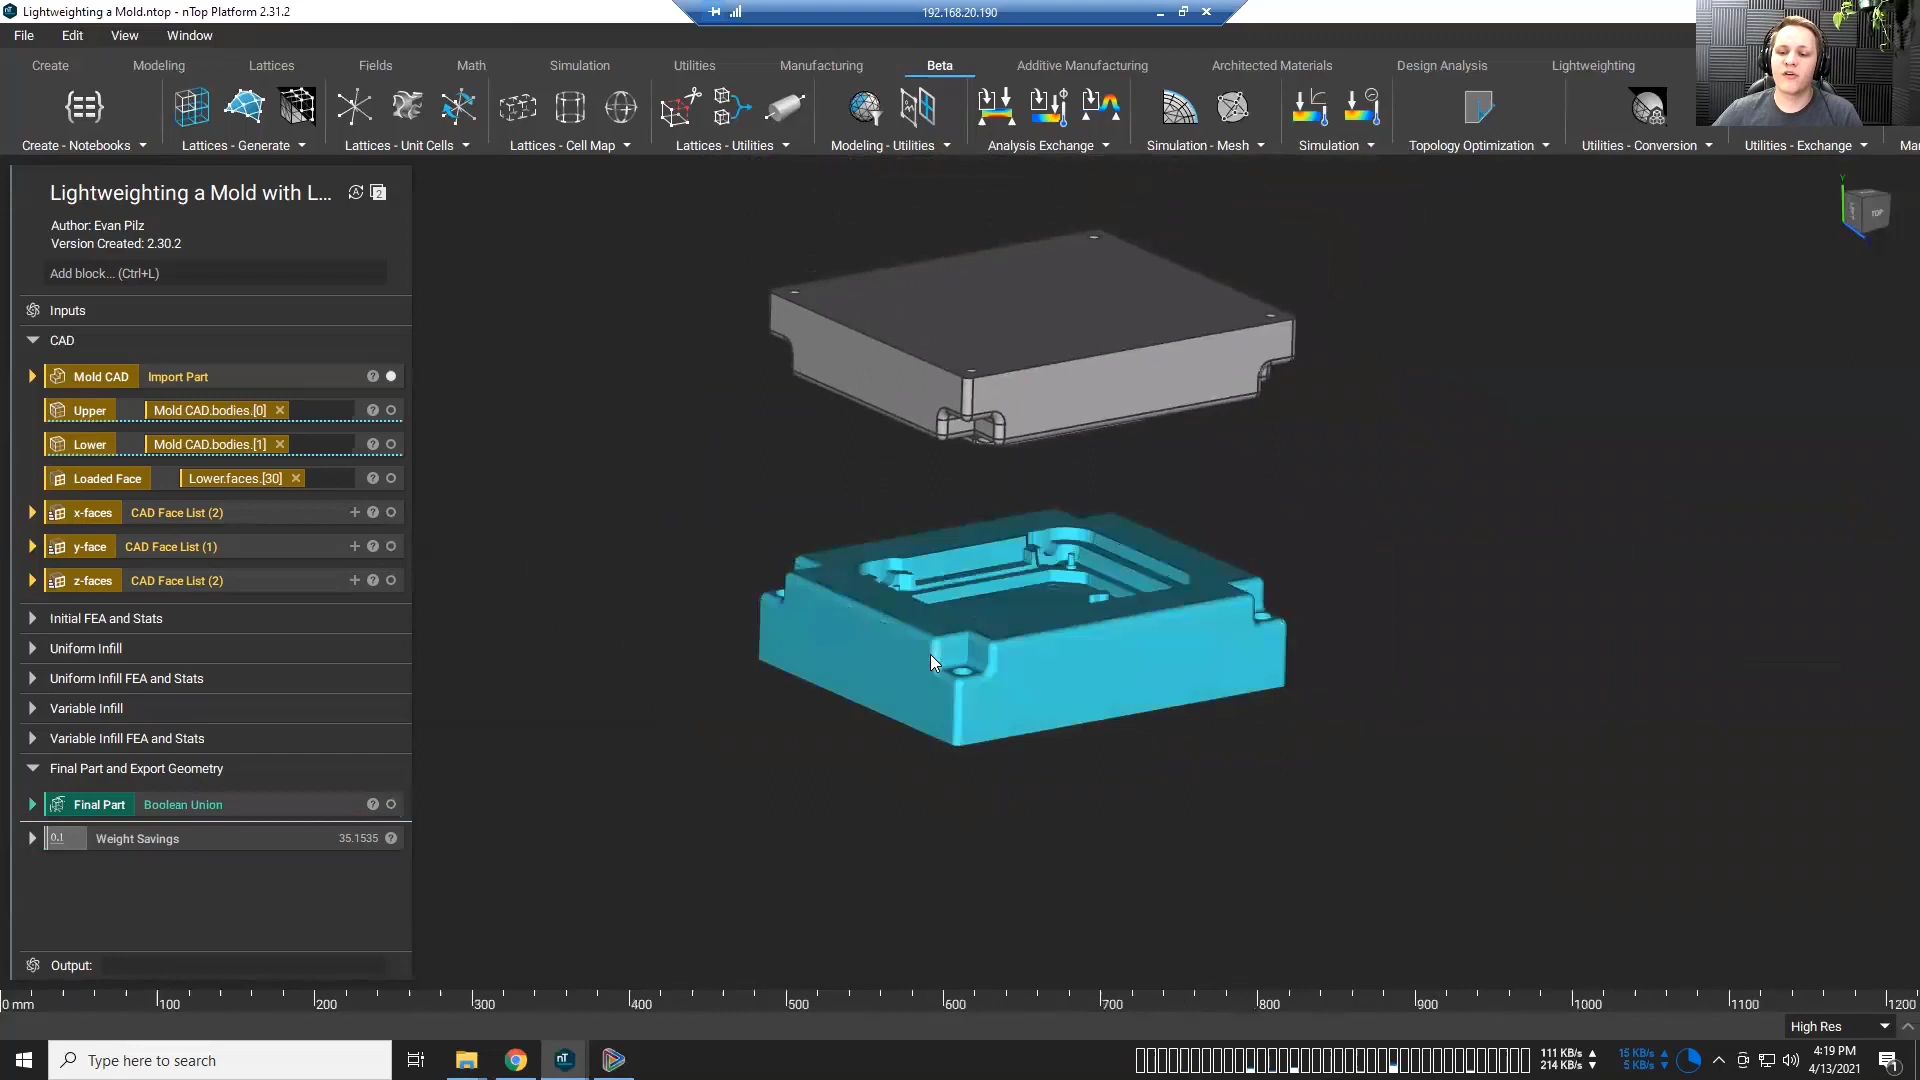 Lightweighting a Mold.ntop - nTop Platform 2.31.2
192.168.20.190
File Edit View Window
Create Modeling Lattices Fields Math Simulation Utilities Manufacturing Beta Additive Manufacturing Architected Materials Design Analysis Lightweighting
Create - Notebooks Lattices - Generate Lattices - Unit Cells Lattices - Cell Map Lattices - Utilities Modeling - Utilities Analysis Exchange Simulation - Mesh Simulation Topology Optimization Utilities - Conversion Utilities - Exchange Ma
Lightweighting a Mold with L...
2
Author: Evan Pilz
Version Created: 2.30.2
Add block... (Ctrl+L)
Inputs
CAD
Mold CAD Import Part
Upper Mold CAD.bodies.[0]
Lower Mold CAD.bodies.[1]
Loaded Face Lower.faces.[30]
x-faces CAD Face List (2)
y-face CAD Face List (1)
z-faces CAD Face List (2)
Initial FEA and Stats
Uniform Infill
Uniform Infill FEA and Stats
Variable Infill
Variable Infill FEA and Stats
Final Part and Export Geometry
Final Part Boolean Union
0.1 Weight Savings 35.1535
Output:
Y
TOP
0 mm 100 200 300 400 500 600 700 800 900 1000 1100 1200
High Res
Type here to search
nT
111 KB/s 15 KB/s 4:19 PM
214 KB/s 5 KB/s 4/13/2021
1